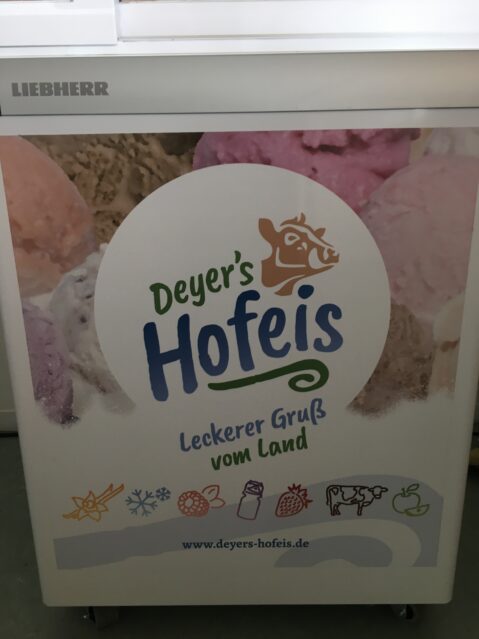 LIEBHERR
Deyer's
Hofeis
Leckerer Gruß
vom Land
www.deyers-hofeis.de